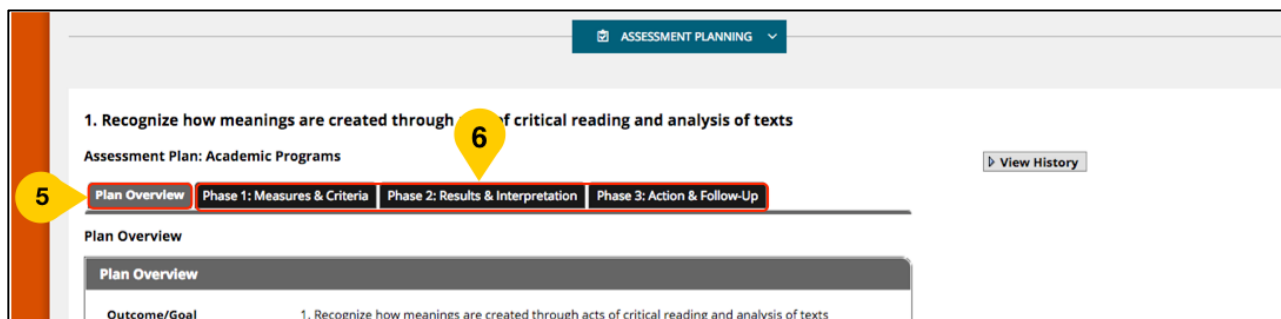 ASSESSMENT PLANNING
1. Recognize how meanings are created through of critical reading and analysis of texts
6
Assessment Plan: Academic Programs
View History
5
Plan Overview Phase 1: Measures & Criteria Phase 2: Results & Interpretation Phase 3: Action & Follow-Up
Plan Overview
Plan Overview
Outcome/Goal 1. Recognize how meanings are created through acts of critical reading and analysis of texts